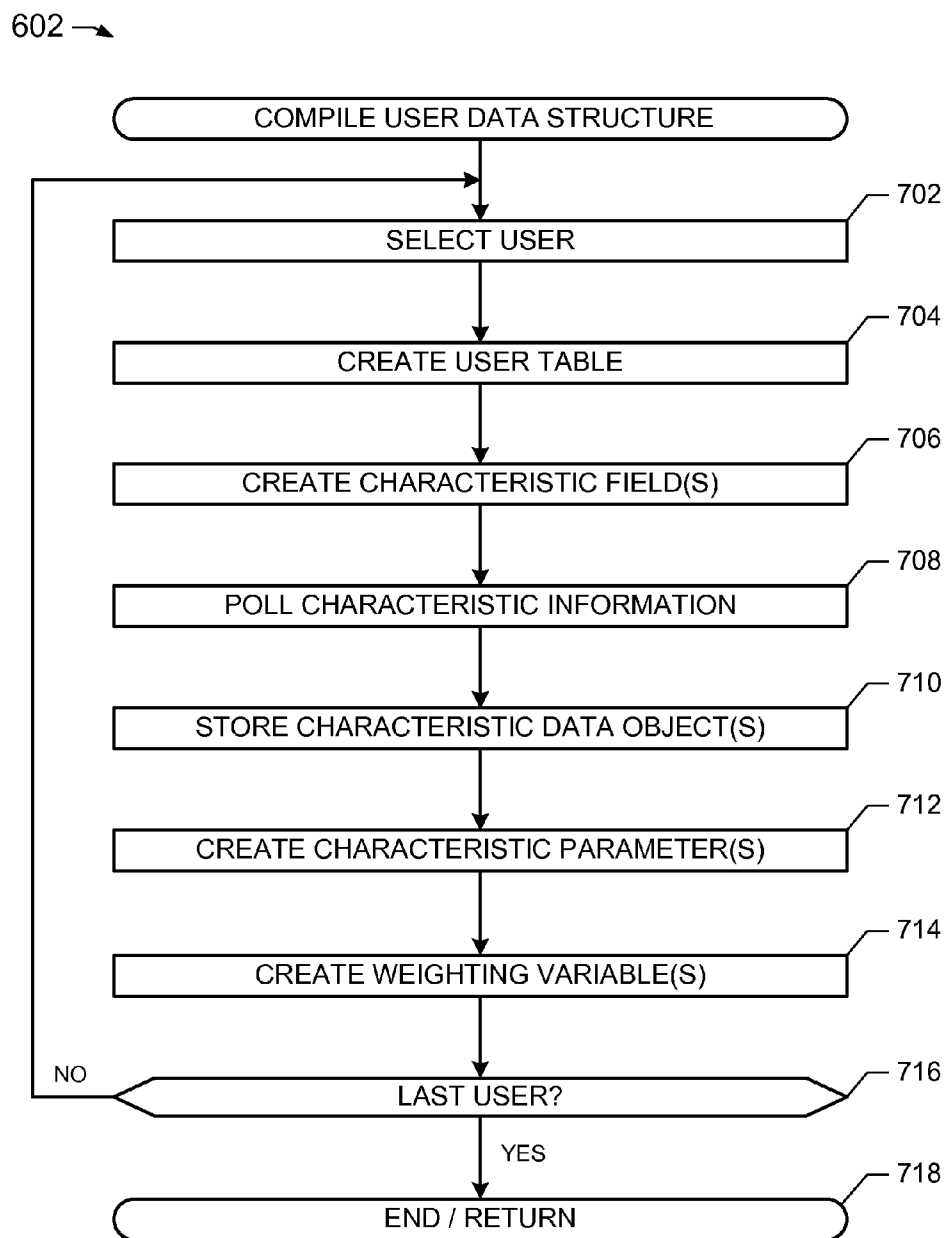 602
COMPILE USER DATA STRUCTURE
702
SELECT USER
704
CREATE USER TABLE
706
CREATE CHARACTERISTIC FIELD(S)
708
POLL CHARACTERISTIC INFORMATION
710
STORE CHARACTERISTIC DATA OBJECT(S)
712
CREATE CHARACTERISTIC PARAMETER(S)
714
CREATE WEIGHTING VARIABLE(S)
NO
716
LAST USER?
YES
718
END / RETURN